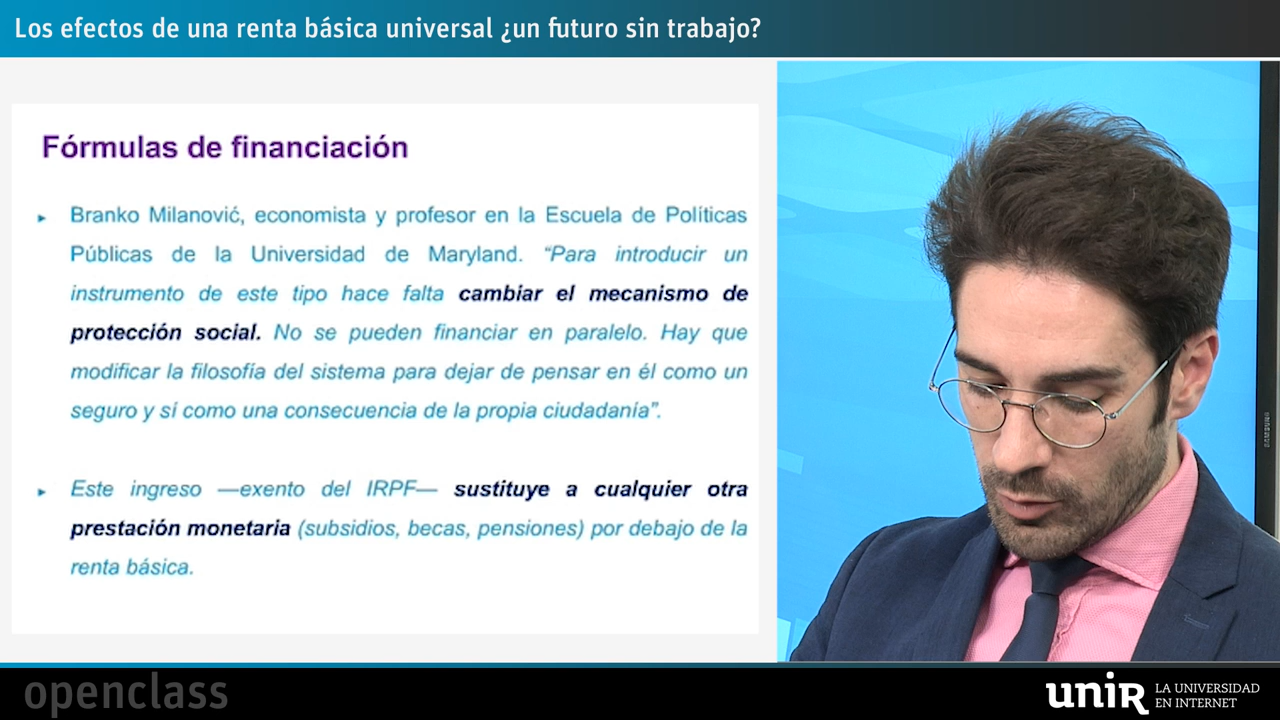 Los efectos de una renta básica universal ¿un futuro sin trabajo?
Fórmulas de financiación
▸ Branko Milanović, economista y profesor en la Escuela de Políticas
Públicas de la Universidad de Maryland. “Para introducir un
instrumento de este tipo hace falta cambiar el mecanismo de
protección social. No se pueden financiar en paralelo. Hay que
modificar la filosofía del sistema para dejar de pensar en él como un
seguro y sí como una consecuencia de la propia ciudadanía”.
▸ Este ingreso —exento del IRPF— sustituye a cualquier otra
prestación monetaria (subsidios, becas, pensiones) por debajo de la
renta básica.
SAMSUNG
openclass
unir
LA UNIVERSIDAD
EN INTERNET